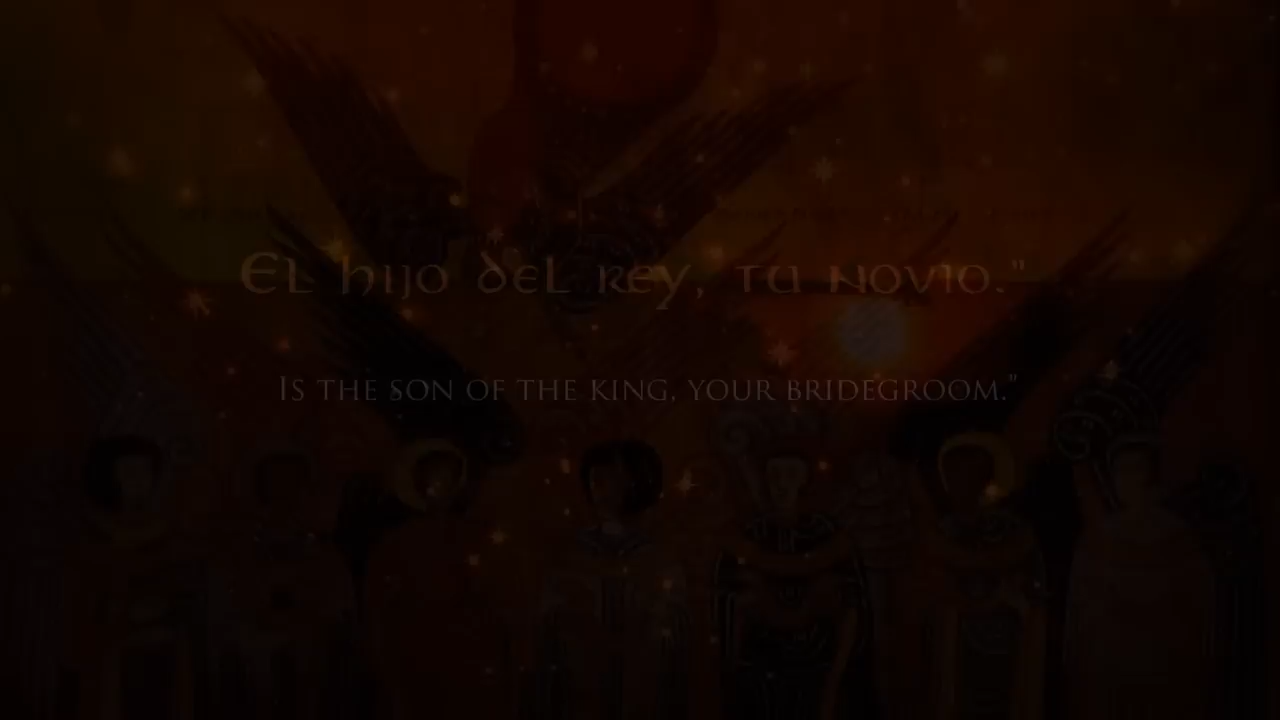 El hijo del rey, tu novio."
Is the son of the king, your bridegroom."